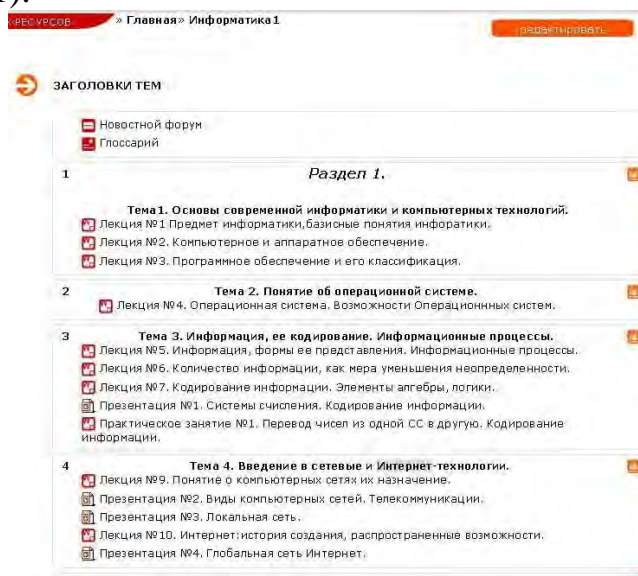 РЕСУРСОВ » Главная» Информатика1
редактировать
ЗАГОЛОВКИ ТЕМ
Новостной форум
Глоссарий
1 Раздел 1.
Тема1. Основы современной информатики и компьютерных технологий.
Лекция №1 Предмет информатики,базисные понятия инфоратики.
Лекция №2. Компьютерное и аппаратное обеспечение.
Лекция №3. Программное обеспечение и его классификация.
2 Тема 2. Понятие об операционной системе.
Лекция №4. Операционная система. Возможности Операционнных систем.
3 Тема 3. Информация, ее кодирование. Информационные процессы.
Лекция №5. Информация, формы ее представления. Информационные процессы.
Лекция №6. Количество информации, как мера уменьшения неопределенности.
Лекция №7. Кодирование информации. Элементы алгебры, логики.
Презентация №1. Системы счисления. Кодирование информации.
Практическое занятие №1. Перевод чисел из одной СС в другую. Кодирование
информации.
4 Тема 4. Введение в сетевые и Интернет-технологии.
Лекция №9. Понятие о компьютерных сетях их назначение.
Презентация №2. Виды компьютерных сетей. Телекоммуникации.
Презентация №3. Локальная сеть.
Лекция №10. Интернет:история создания, распространенные возможности.
Презентация №4. Глобальная сеть Интернет.